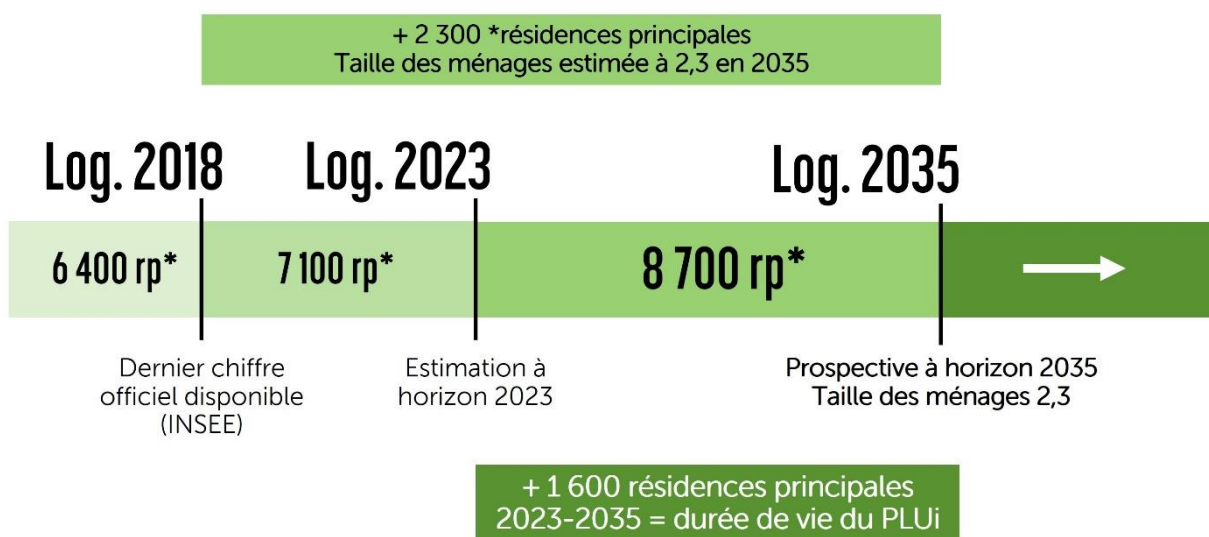 + 2 300 *résidences principales
Taille des ménages estimée à 2,3 en 2035
Log. 2018
Log. 2023
Log. 2035
6 400 rp*
7 100 rp*
8 700 rp*
Dernier chiffre
officiel disponible
(INSEE)
Estimation à
horizon 2023
Prospective à horizon 2035
Taille des ménages 2,3
+ 1 600 résidences principales
2023-2035 = durée de vie du PLUi